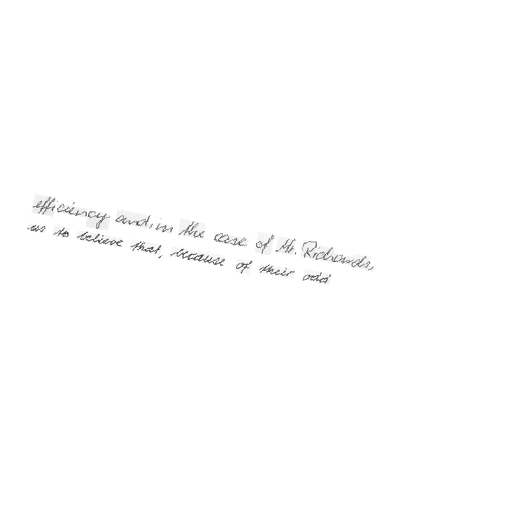 efficiency and, in the case of Mr. Richards,
us to believe that, because of their odd